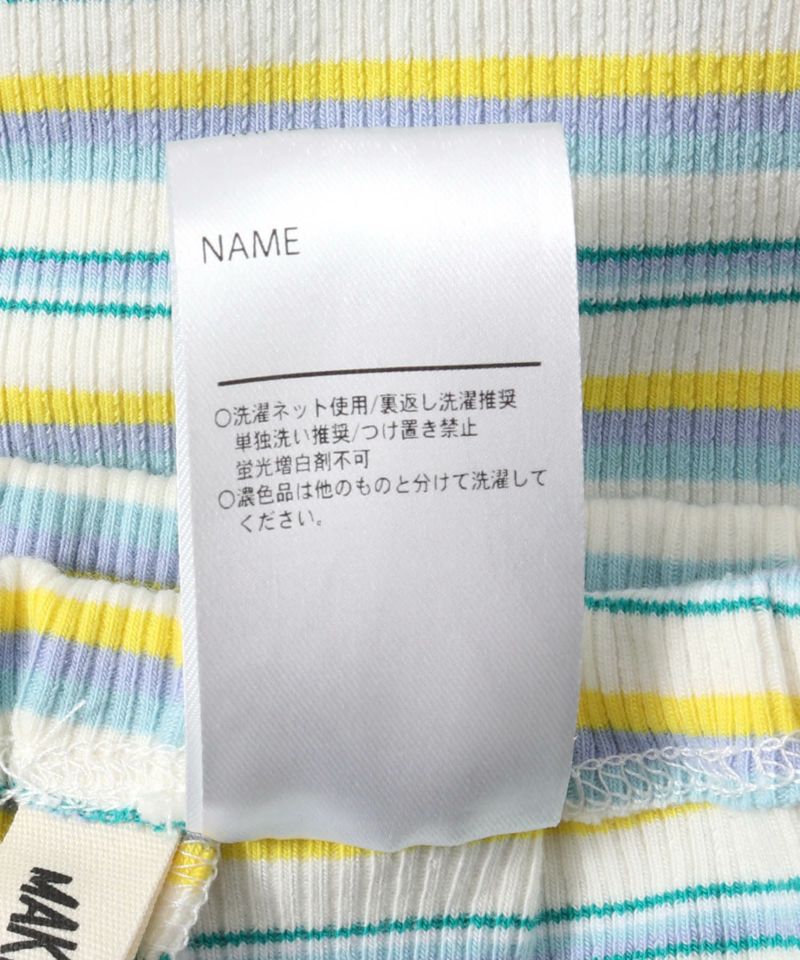 NAME
○洗濯ネット使用/裏返し洗濯推奨
単独洗い推奨/つけ置き禁止
蛍光増白剤不可
○濃色品は他のものと分けて洗濯して
ください。
MAK